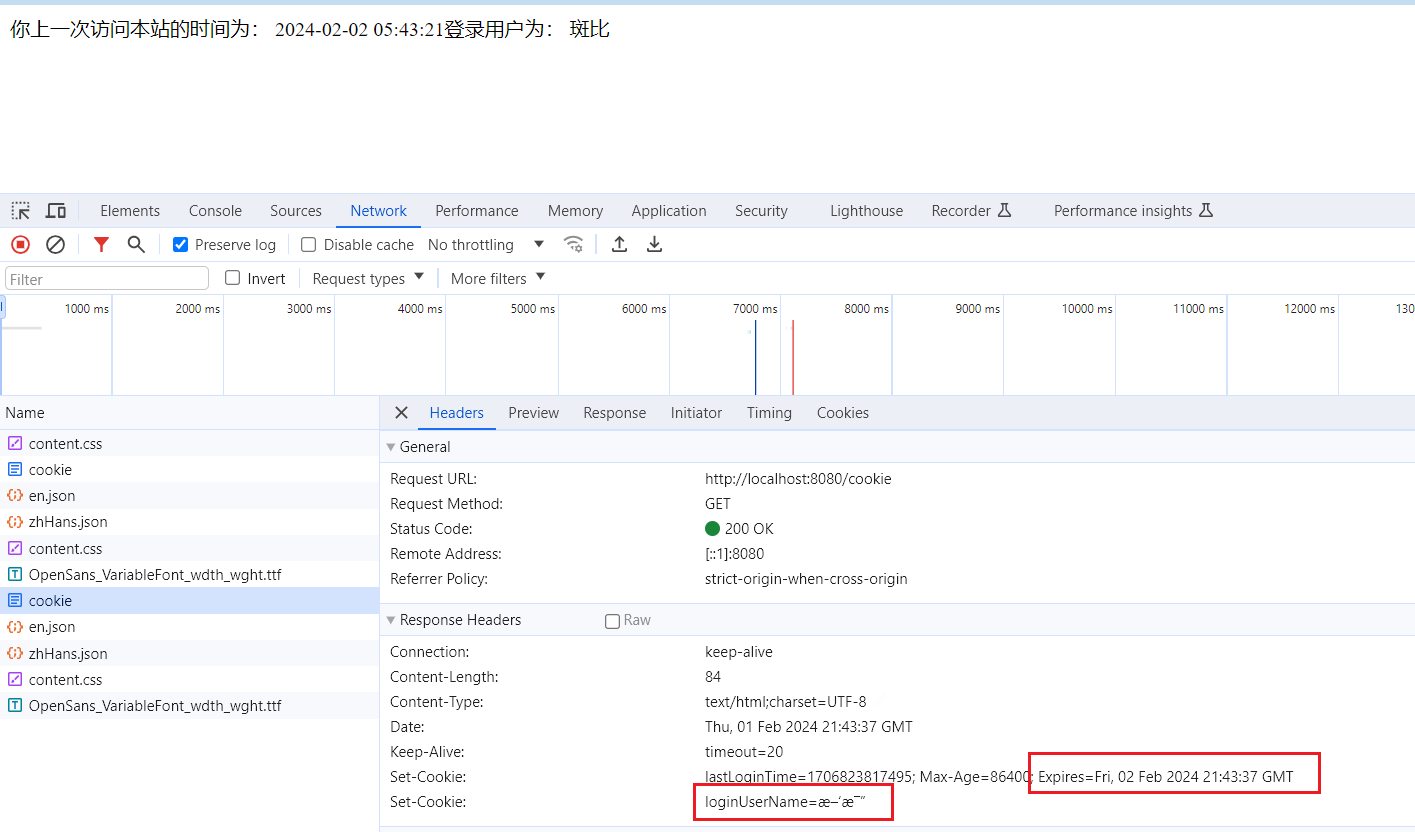 你上一次访问本站的时间为： 2024-02-02 05:43:21登录用户为： 斑比
Elements Console Sources Network Performance Memory Application Security Lighthouse Recorder Performance insights
Preserve log Disable cache No throttling
Filter Invert Request types More filters
1000 ms 2000 ms 3000 ms 4000 ms 5000 ms 6000 ms 7000 ms 8000 ms 9000 ms 10000 ms 11000 ms 12000 ms 130
Name
content.css
cookie
en.json
zhHans.json
content.css
OpenSans_VariableFont_wdth_wght.ttf
cookie
en.json
zhHans.json
content.css
OpenSans_VariableFont_wdth_wght.ttf
Headers Preview Response Initiator Timing Cookies
General
Request URL: http://localhost:8080/cookie
Request Method: GET
Status Code: 200 OK
Remote Address: [::1]:8080
Referrer Policy: strict-origin-when-cross-origin
Response Headers Raw
Connection: keep-alive
Content-Length: 84
Content-Type: text/html;charset=UTF-8
Date: Thu, 01 Feb 2024 21:43:37 GMT
Keep-Alive: timeout=20
Set-Cookie: lastLoginTime=1706823817495; Max-Age=86400; Expires=Fri, 02 Feb 2024 21:43:37 GMT
Set-Cookie: loginUserName=æ–‘æ¯”